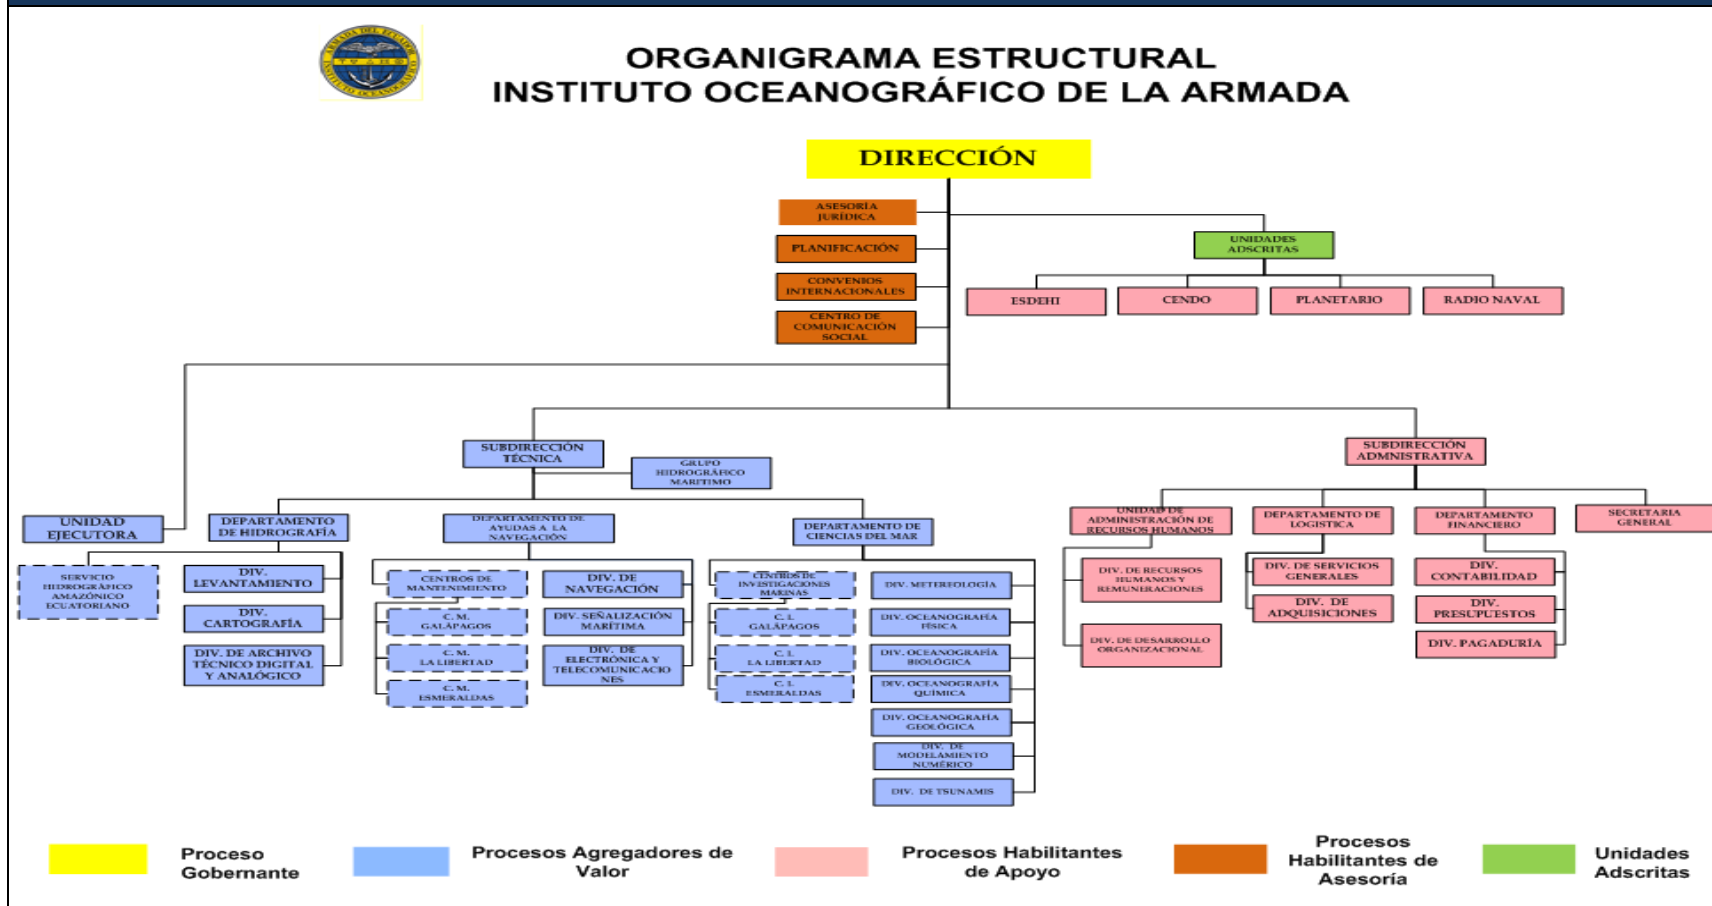 ARMADA DEL ECUADOR
INSTITUTO OCEANOGRAFICO
ORGANIGRAMA ESTRUCTURAL
INSTITUTO OCEANOGRÁFICO DE LA ARMADA
DIRECCIÓN
ASESORÍA
JURÍDICA
PLANIFICACIÓN
CONVENIOS
INTERNACIONALES
CENTRO DE
COMUNICACIÓN
SOCIAL
UNIDADES
ADSCRITAS
ESDEHI
CENDO
PLANETARIO
RADIO NAVAL
SUBDIRECCIÓN
TÉCNICA
GRUPO
HIDROGRÁFICO
MARITIMO
SUBDIRECCIÓN
ADMNISTRATIVA
UNIDAD
EJECUTORA
SERVICIO
HIDROGRÁFICO
AMAZÓNICO
ECUATORIANO
DEPARTAMENTO
DE HIDROGRAFÍA
DIV.
LEVANTAMIENTO
DIV.
CARTOGRAFÍA
DIV. DE ARCHIVO
TÉCNICO DIGITAL
Y ANALÓGICO
DEPARTAMENTO DE
AYUDAS A LA
NAVEGACIÓN
CENTROS DE
MANTENIMIENTO
C. M.
GALÁPAGOS
C. M.
LA LIBERTAD
C. M.
ESMERALDAS
DIV. DE
NAVEGACIÓN
DIV. SEÑALIZACIÓN
MARÍTIMA
DIV. DE
ELECTRÓNICA Y
TELECOMUNICACIO
NES
DEPARTAMENTO DE
CIENCIAS DEL MAR
CENTROS DE
INVESTIGACIONES
MARINAS
C. I.
GALÁPAGOS
C. I.
LA LIBERTAD
C. I.
ESMERALDAS
DIV. METEREOLOGÍA
DIV. OCEANOGRAFÍA
FÍSICA
DIV. OCEANOGRAFÍA
BIOLÓGICA
DIV. OCEANOGRAFÍA
QUÍMICA
DIV. OCEANOGRAFÍA
GEOLÓGICA
DIV. DE
MODELAMIENTO
NUMÉRICO
DIV. DE TSUNAMIS
UNIDAD DE
ADMINISTRACIÓN DE
RECURSOS HUMANOS
DIV. DE RECURSOS
HUMANOS Y
REMUNERACIONES
DIV. DE DESARROLLO
ORGANIZACIONAL
DEPARTAMENTO DE
LOGISTICA
DIV. DE SERVICIOS
GENERALES
DIV. DE
ADQUISICIONES
DEPARTAMENTO
FINANCIERO
DIV.
CONTABILIDAD
DIV.
PRESUPUESTOS
DIV. PAGADURÍA
SECRETARIA
GENERAL
Proceso
Gobernante
Procesos Agregadores de
Valor
Procesos Habilitantes
de Apoyo
Procesos
Habilitantes de
Asesoría
Unidades
Adscritas